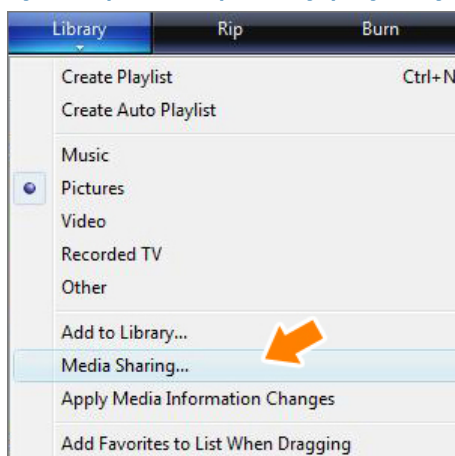 Library Rip Burn
Create Playlist Ctrl+N
Create Auto Playlist
Music
Pictures
Video
Recorded TV
Other
Add to Library...
Media Sharing...
Apply Media Information Changes
Add Favorites to List When Dragging